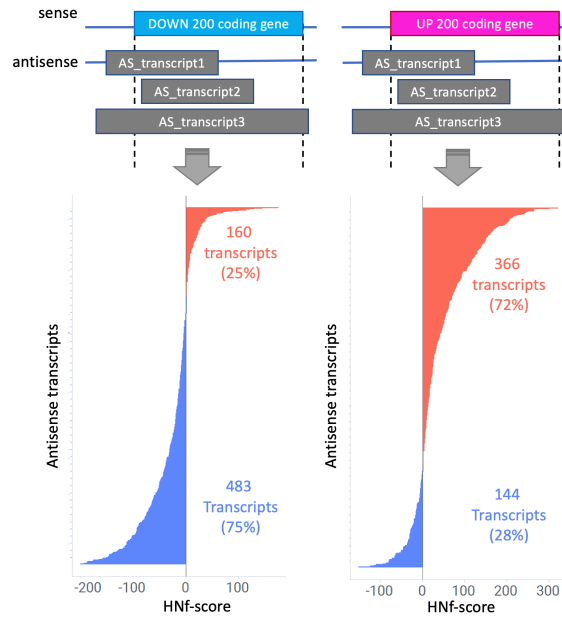 sense
DOWN 200 coding gene
UP 200 coding gene
antisense
AS_transcript1
AS_transcript1
AS_transcript2
AS_transcript2
AS_transcript3
AS_transcript3
Antisense transcripts
160
transcripts
(25%)
483
Transcripts
(75%)
-200
-100
0
100
HNf-score
Antisense transcripts
366
transcripts
(72%)
144
Transcripts
(28%)
-100
0
100
200
300
HNf-score